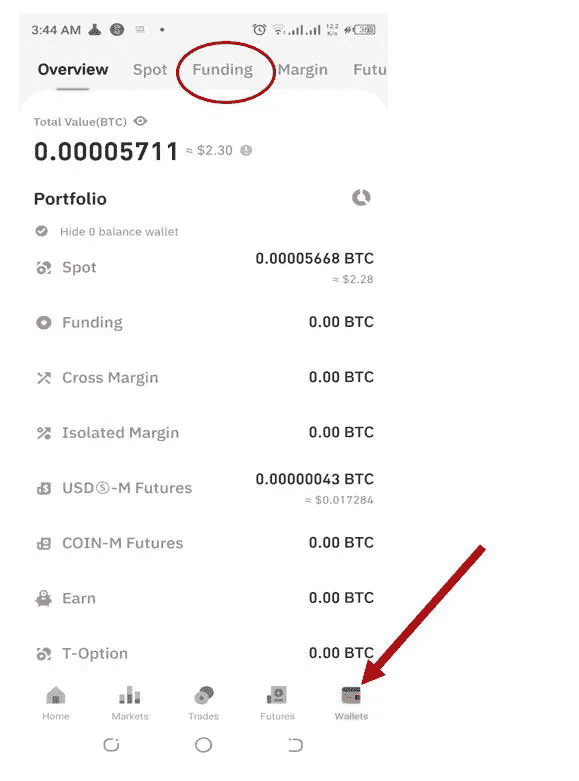 3:44 AM 12.2 K/s 36
Overview Spot Funding Margin Futu
Total Value(BTC)
0.00005711 ≈ $2.30
Portfolio
Hide 0 balance wallet
Spot 0.00005668 BTC
≈ $2.28
Funding 0.00 BTC
Cross Margin 0.00 BTC
Isolated Margin 0.00 BTC
USDⓈ-M Futures 0.00000043 BTC
≈ $0.017284
COIN-M Futures 0.00 BTC
Earn 0.00 BTC
T-Option 0.00 BTC
Home Markets Trades Futures Wallets